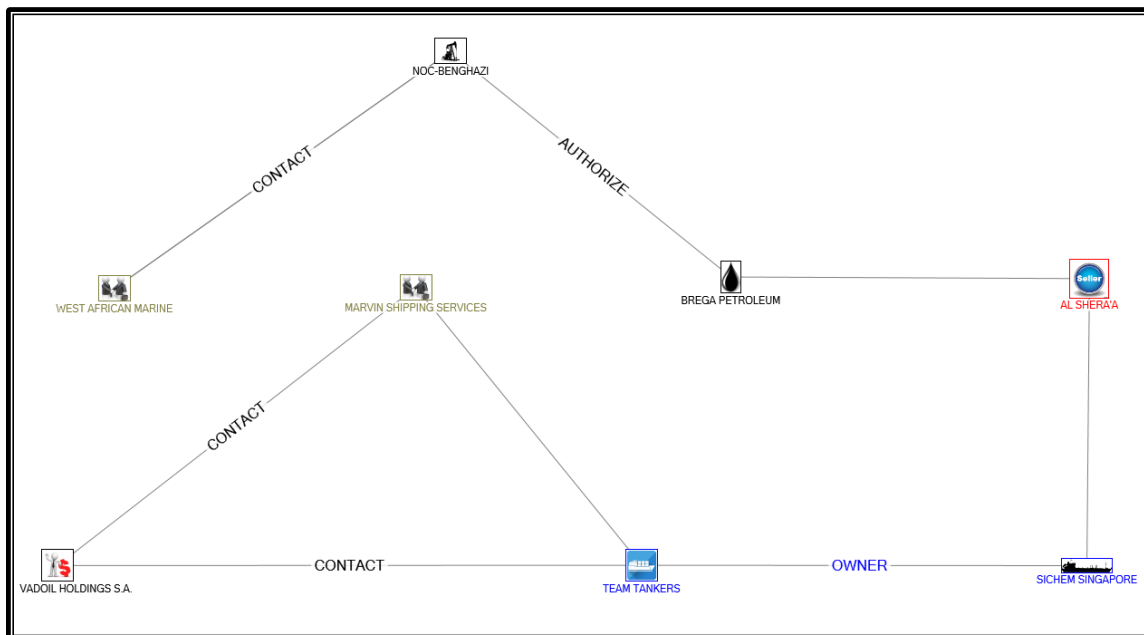 NOC-BENGHAZI
CONTACT
AUTHORIZE
WEST AFRICAN MARINE
MARVIN SHIPPING SERVICES
BREGA PETROLEUM
Seller
AL SHERA'A
CONTACT
VADOIL HOLDINGS S.A.
CONTACT
TEAM TANKERS
OWNER
SICHEM SINGAPORE